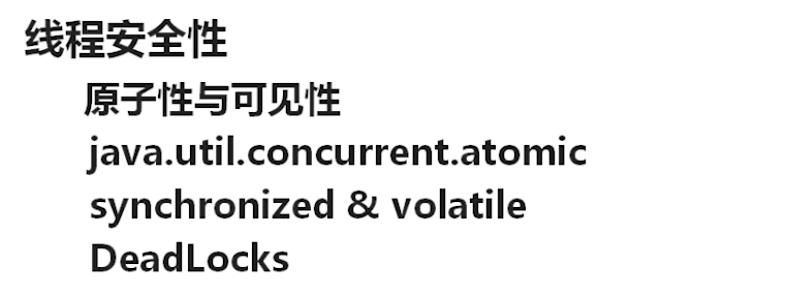 线程安全性
原子性与可见性
java.util.concurrent.atomic
synchronized & volatile
DeadLocks